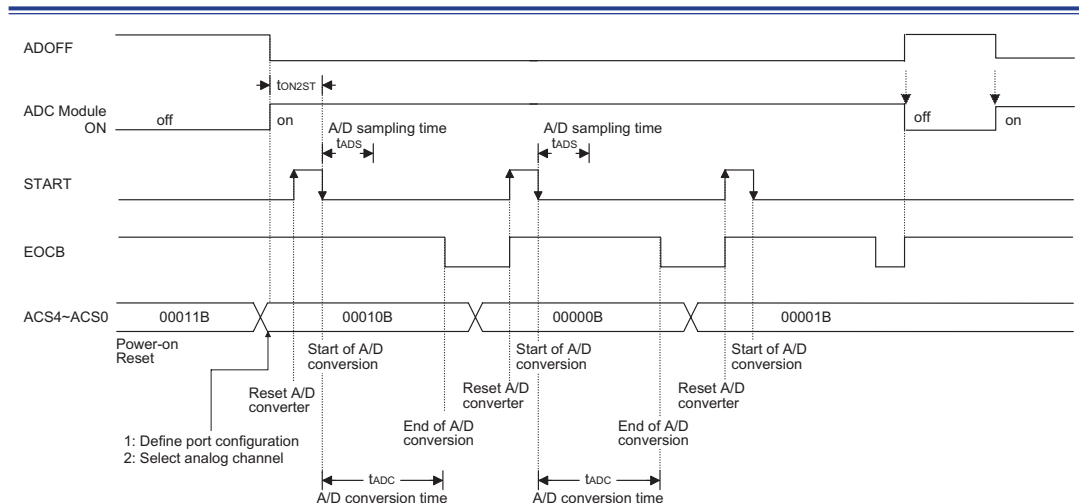 ADOFF
tON2ST
ADC Module
ON
off
on
off
on
A/D sampling time
tADS
A/D sampling time
tADS
START
EOCB
ACS4~ACS0
00011B
00010B
00000B
00001B
Power-on
Reset
Start of A/D
conversion
Start of A/D
conversion
Start of A/D
conversion
Reset A/D
converter
Reset A/D
converter
Reset A/D
converter
End of A/D
conversion
End of A/D
conversion
1: Define port configuration
2: Select analog channel
tADC
A/D conversion time
tADC
A/D conversion time